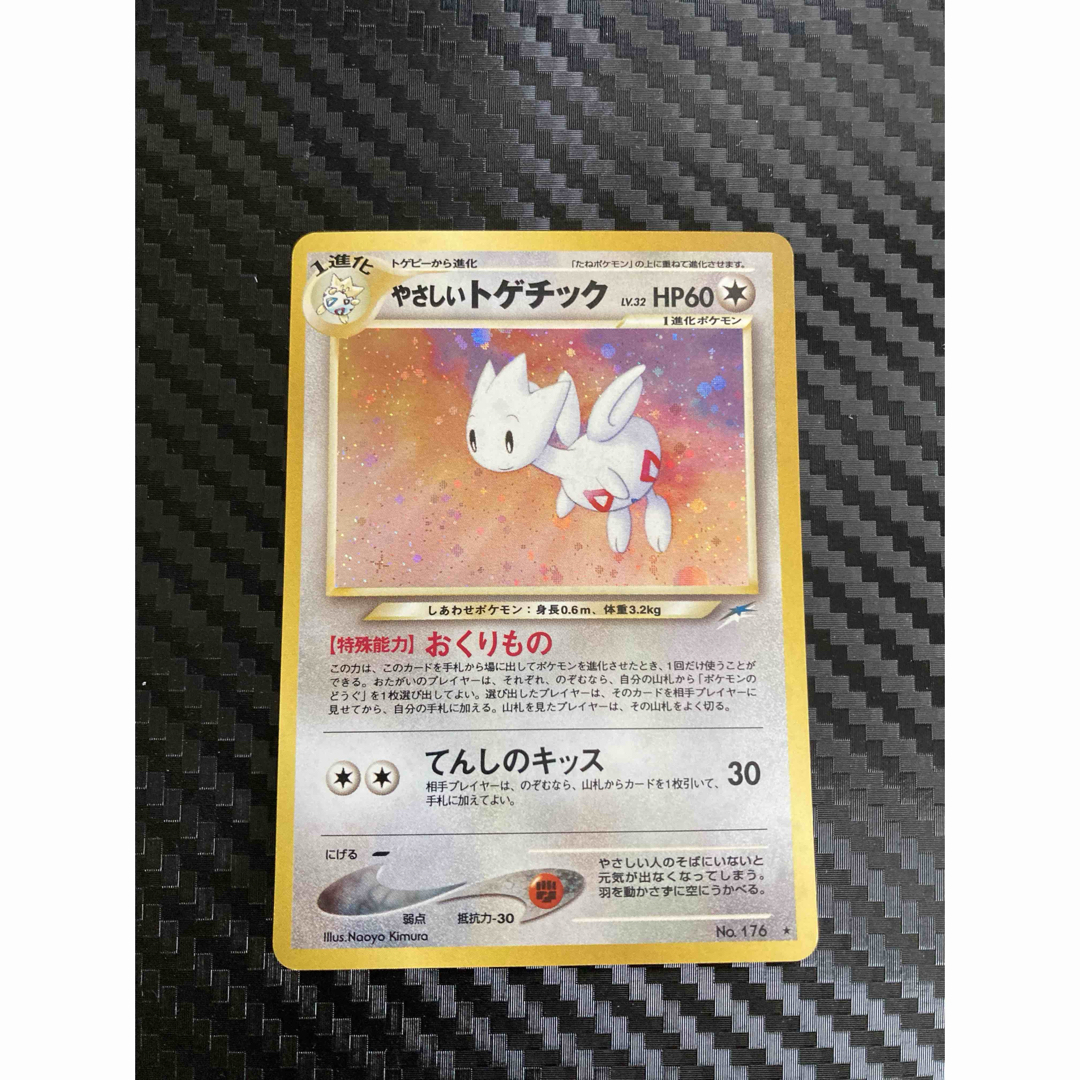 1進化
トゲピーから進化
「たねポケモン」の上に重ねて進化させます。
やさしいトゲチック LV.32 HP60
1進化ポケモン
しあわせポケモン：身長0.6m、体重3.2kg
【特殊能力】おくりもの
この力は、このカードを手札から場に出してポケモンを進化させたとき、1回だけ使うことが
できる。おたがいのプレイヤーは、それぞれ、のぞむなら、自分の山札から「ポケモンの
どうぐ」を1枚選び出してよい。選び出したプレイヤーは、そのカードを相手プレイヤーに
見せてから、自分の手札に加える。山札を見たプレイヤーは、その山札をよく切る。
てんしのキッス 30
相手プレイヤーは、のぞむなら、山札からカードを1枚引いて、
手札に加えてよい。
にげる
弱点 抵抗力-30
やさしい人のそばにいないと
元気が出なくなってしまう。
羽を動かさずに空にうかべる。
Illus.Naoyo Kimura
No.176 ★